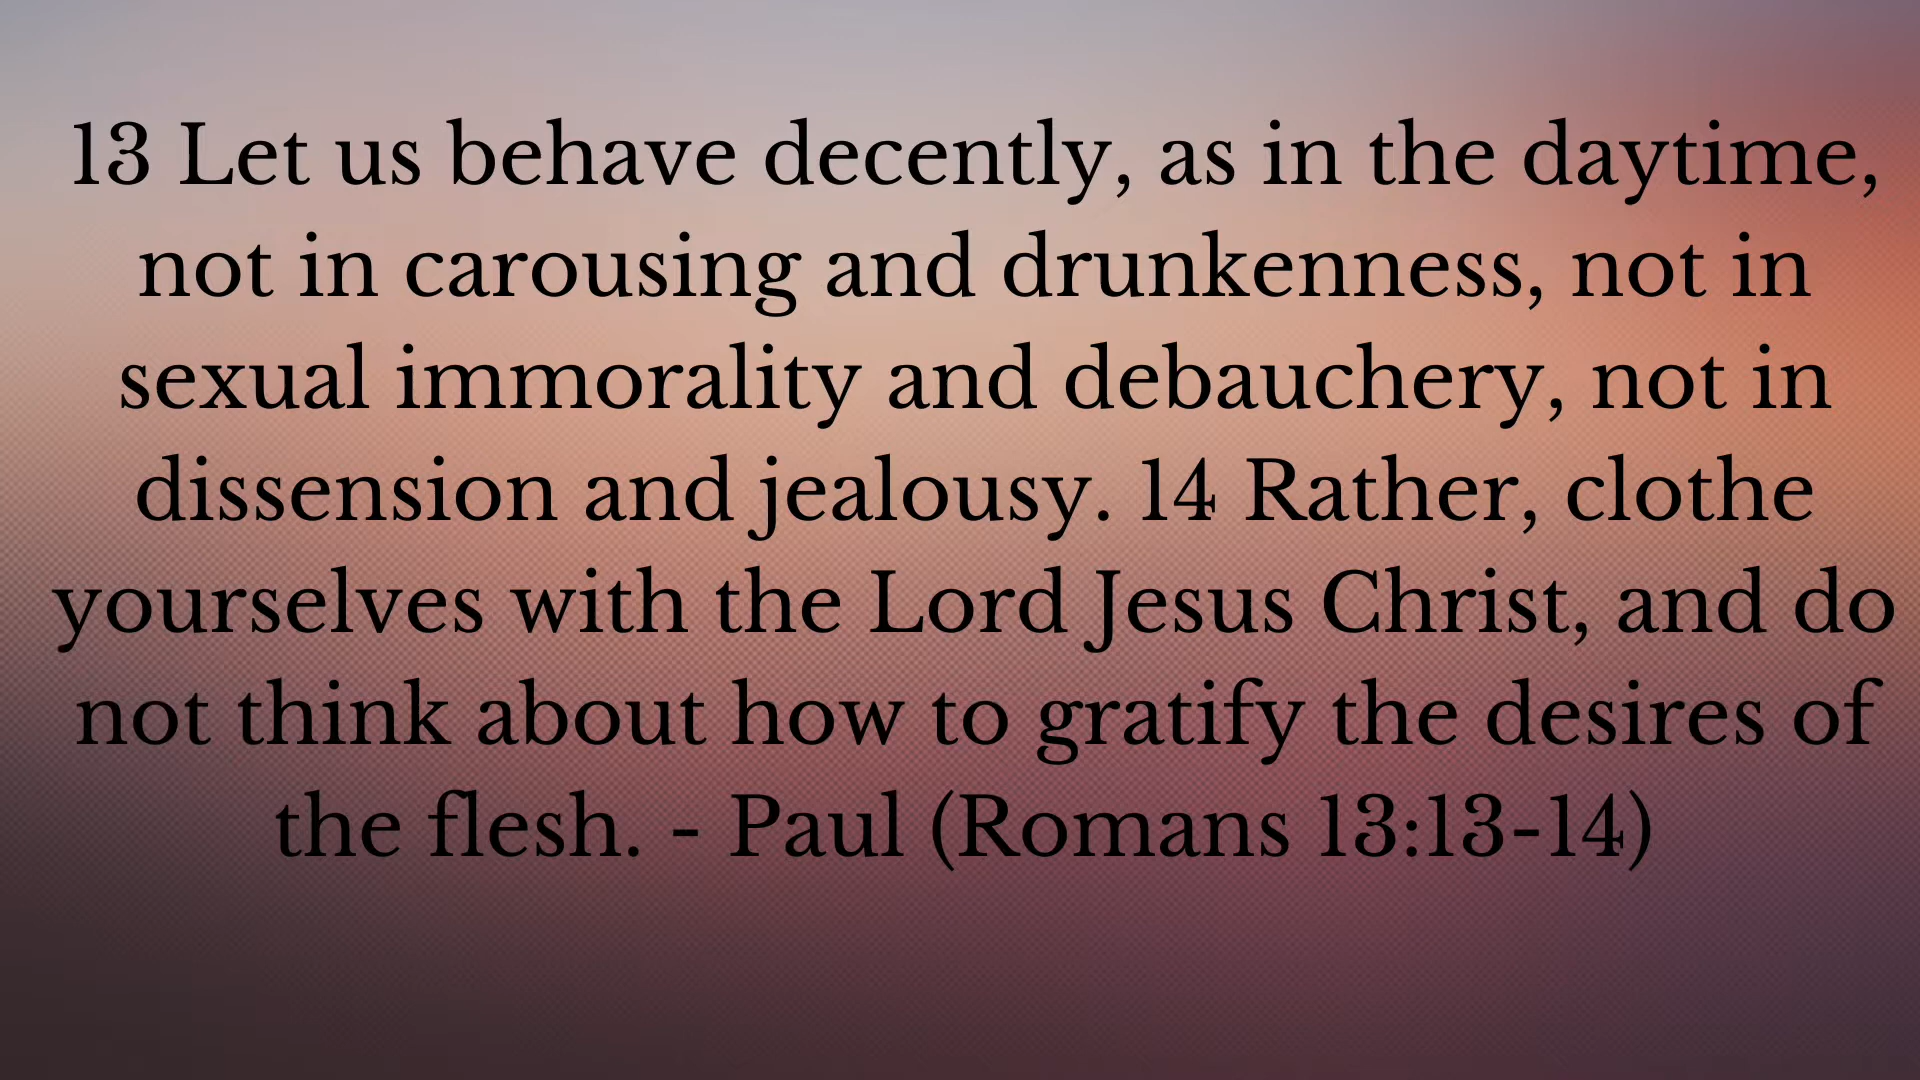 13 Let us behave decently, as in the daytime,
not in carousing and drunkenness, not in
sexual immorality and debauchery, not in
dissension and jealousy. 14 Rather, clothe
yourselves with the Lord Jesus Christ, and do
not think about how to gratify the desires of
the flesh. - Paul (Romans 13:13-14)